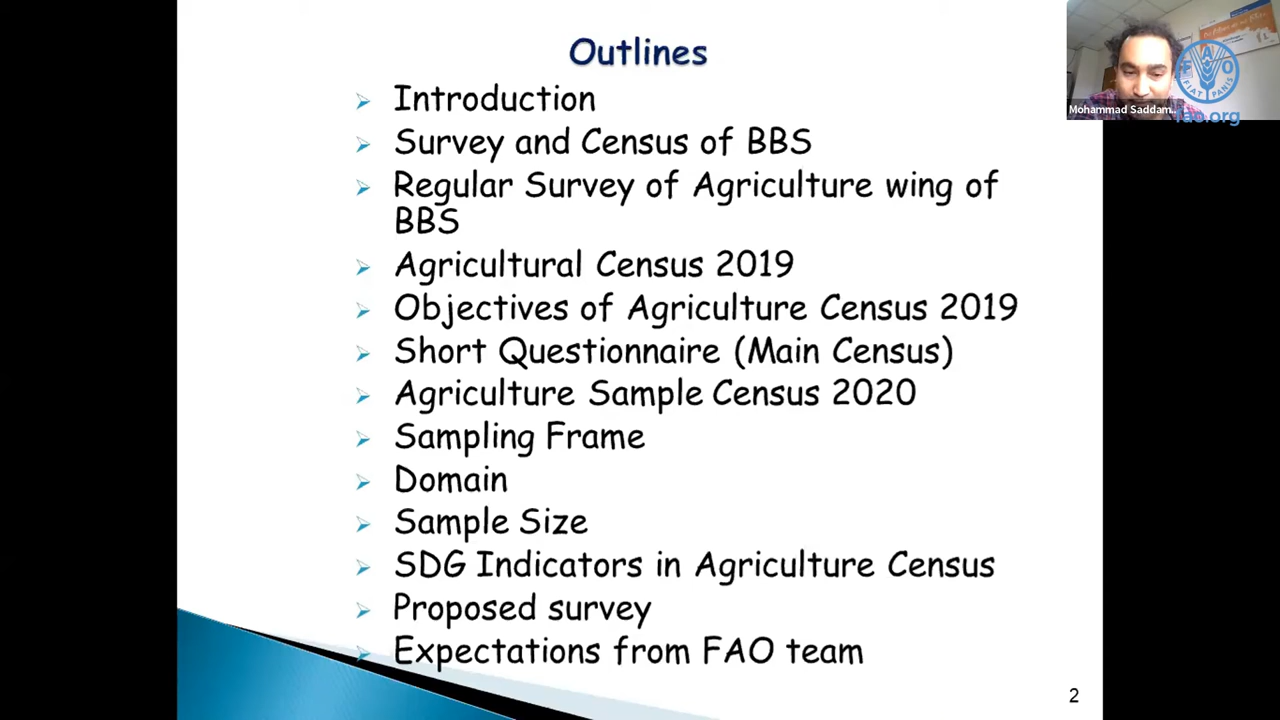 Outlines
Introduction
Survey and Census of BBS
Regular Survey of Agriculture wing of
BBS
Agricultural Census 2019
Objectives of Agriculture Census 2019
Short Questionnaire (Main Census)
Agriculture Sample Census 2020
Sampling Frame
Domain
Sample Size
SDG Indicators in Agriculture Census
Proposed survey
Expectations from FAO team
2
Mohammad Saddam...
F A O
FIAT PANIS
fao.org